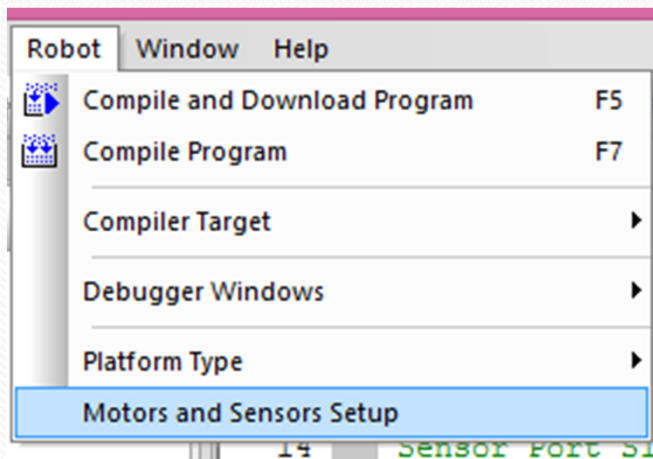 Robot Window Help
Compile and Download Program F5
Compile Program F7
Compiler Target
Debugger Windows
Platform Type
Motors and Sensors Setup
14 Sensor Port S1